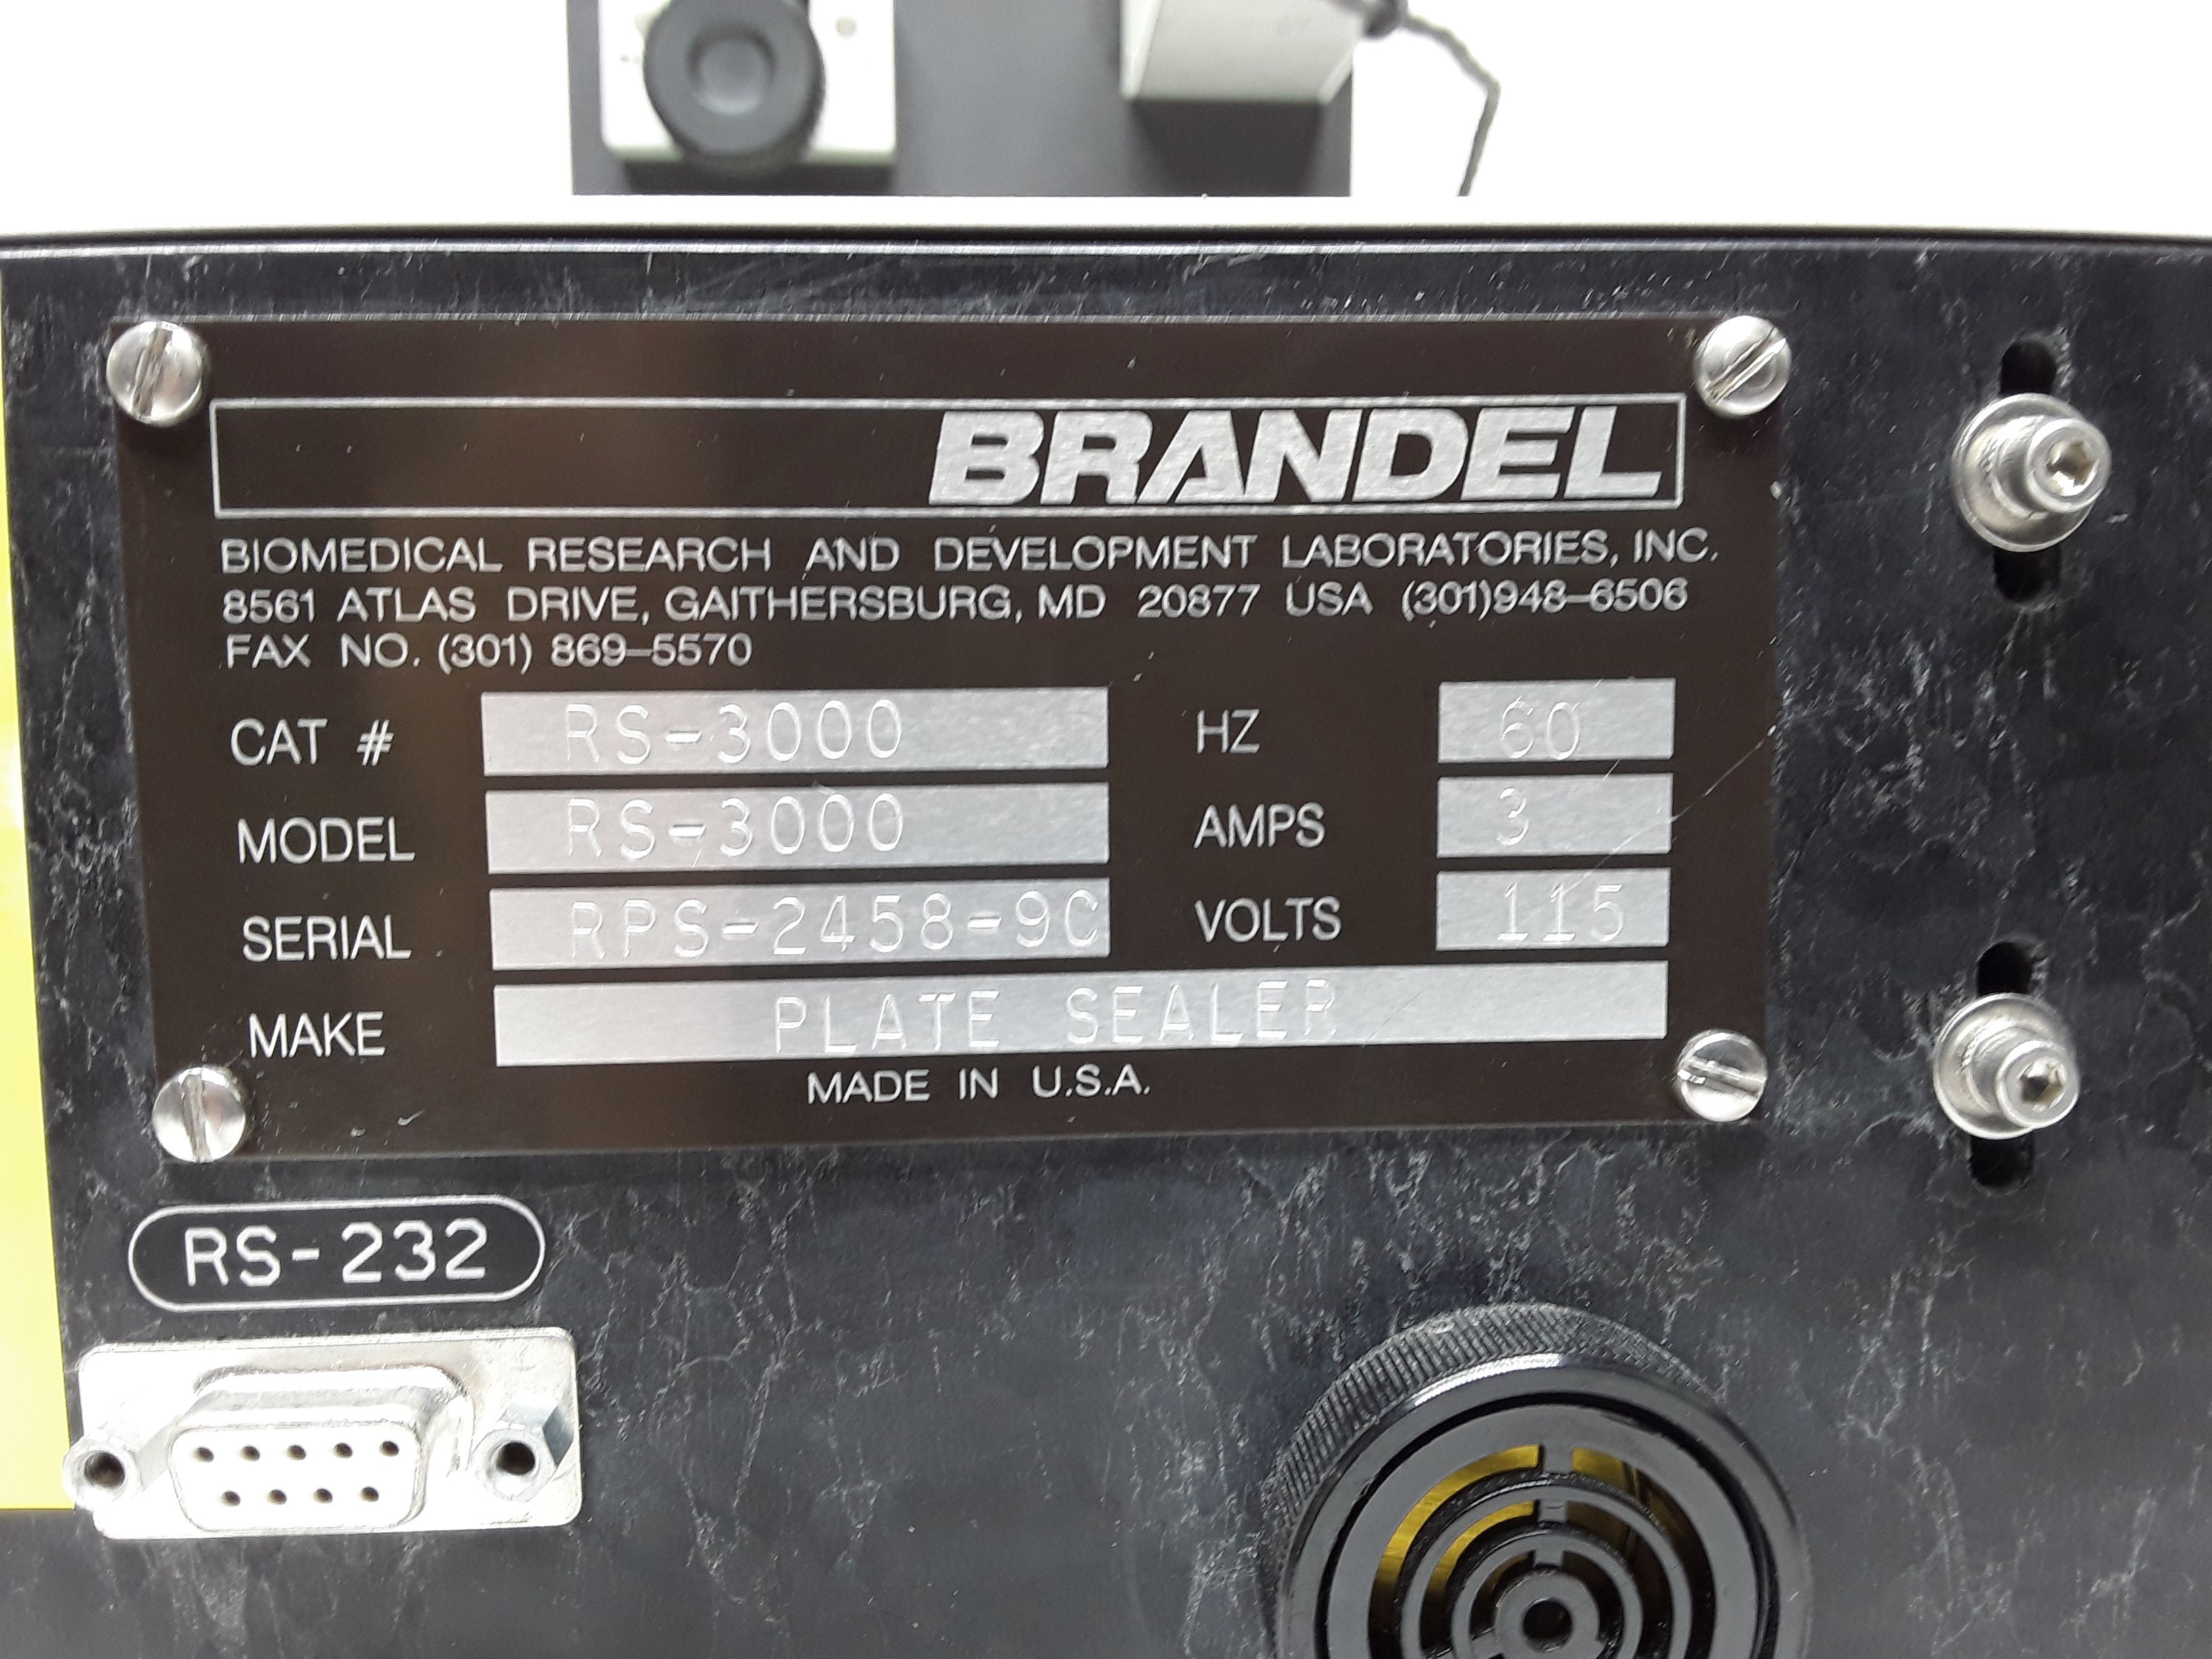 BRANDEL
BIOMEDICAL RESEARCH AND DEVELOPMENT LABORATORIES, INC.
8561 ATLAS DRIVE, GAITHERSBURG, MD 20877 USA (301)948-6506
FAX NO. (301) 869-5570
CAT # RS-3000 HZ 60
MODEL RS-3000 AMPS 3
SERIAL RPS-2458-9C VOLTS 115
MAKE PLATE SEALER
MADE IN U.S.A.
RS-232